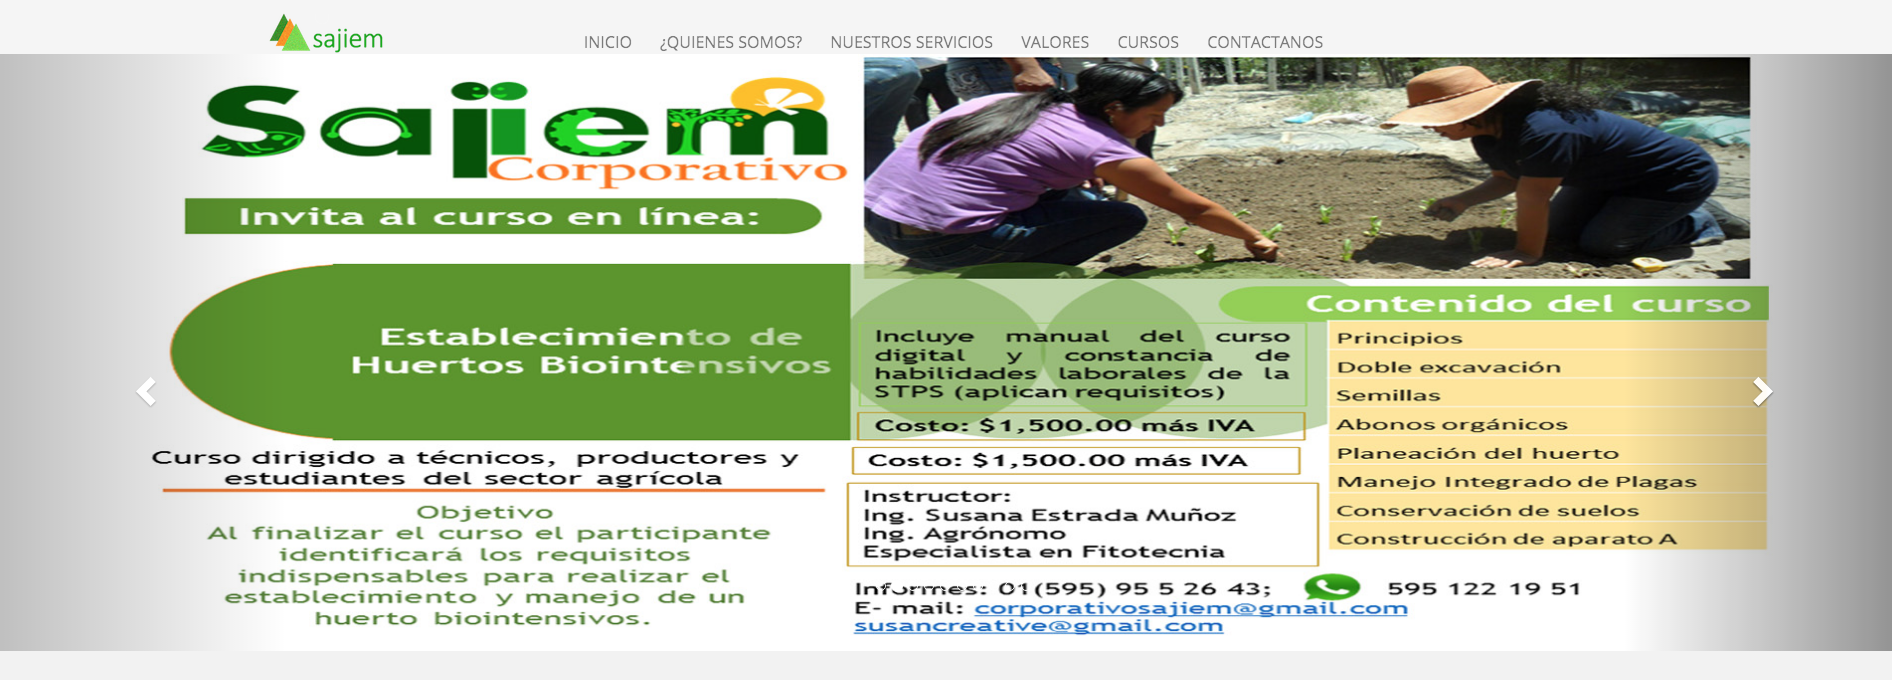 sajiem
INICIO ¿QUIENES SOMOS? NUESTROS SERVICIOS VALORES CURSOS CONTACTANOS
Sajiem
Corporativo
Invita al curso en línea:
Establecimiento de
Huertos Biointensivos
Curso dirigido a técnicos, productores y
estudiantes del sector agrícola
Objetivo
Al finalizar el curso el participante
identificará los requisitos
indispensables para realizar el
establecimiento y manejo de un
huerto biointensivos.
Incluye manual del curso
digital y constancia de
habilidades laborales de la
STPS (aplican requisitos)
Costo: $1,500.00 más IVA
Costo: $1,500.00 más IVA
Instructor:
Ing. Susana Estrada Muñoz
Ing. Agrónomo
Especialista en Fitotecnia
Contenido del curso
Principios
Doble excavación
Semillas
Abonos orgánicos
Planeación del huerto
Manejo Integrado de Plagas
Conservación de suelos
Construcción de aparato A
Informes: 01(595) 95 5 26 43; 595 122 19 51
E- mail: corporativosajiem@gmail.com
susancreative@gmail.com